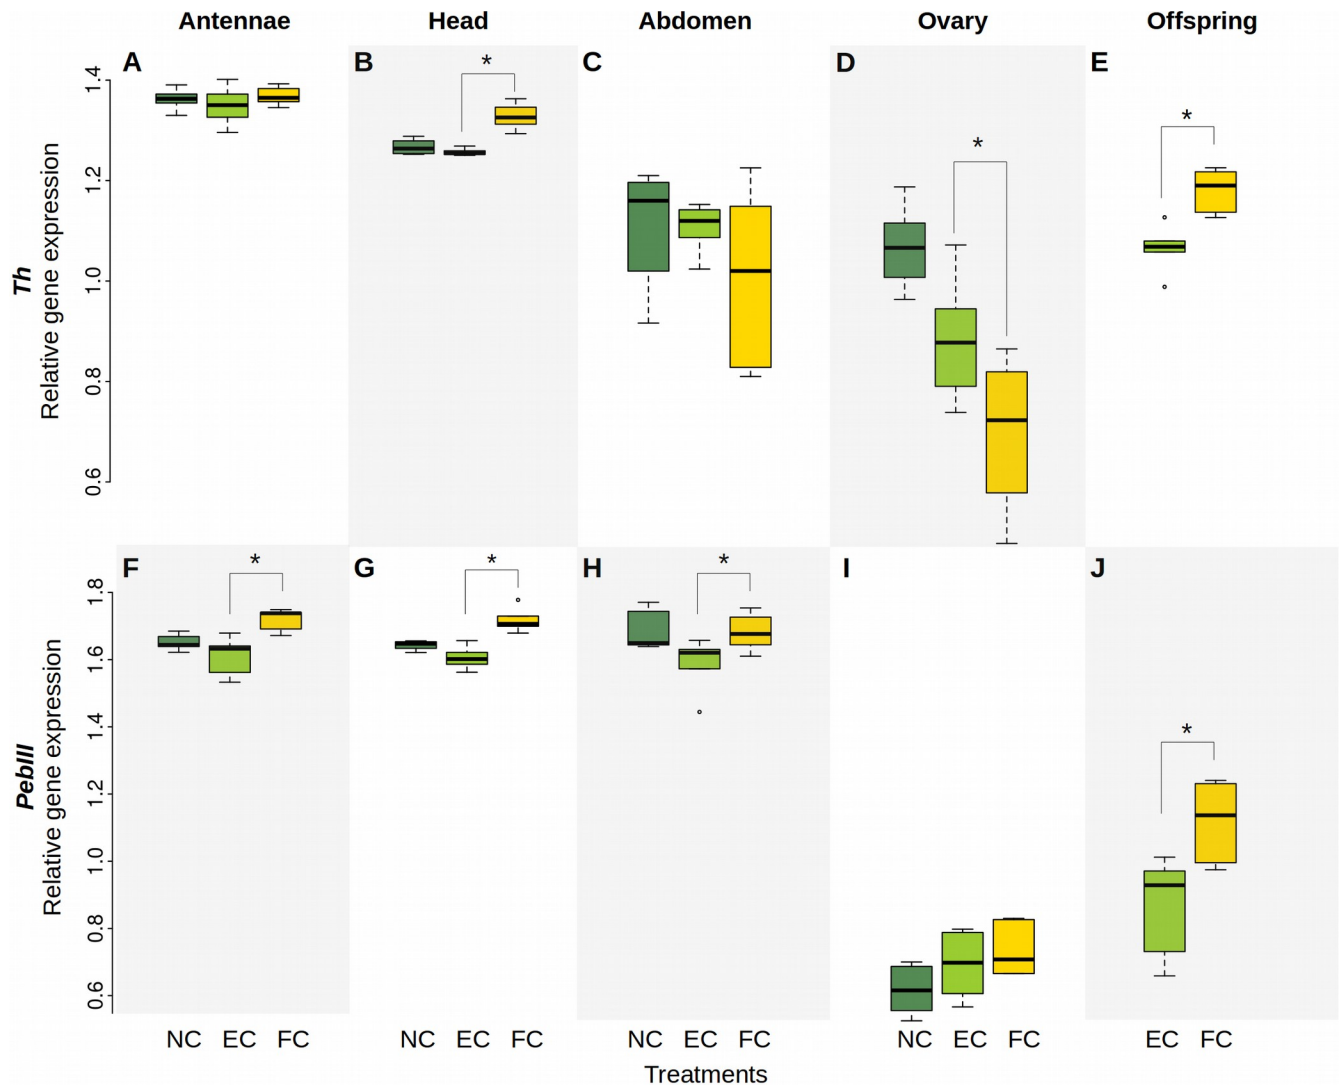 Antennae Head Abdomen Ovary Offspring
A B C D E
* * *
1.4
1.2
1.0
0.8
0.6
Th
Relative gene expression
F G H I J
* * * *
1.8
1.6
1.4
1.2
1.0
0.8
0.6
PebIII
Relative gene expression
NC EC FC NC EC FC NC EC FC NC EC FC EC FC
Treatments